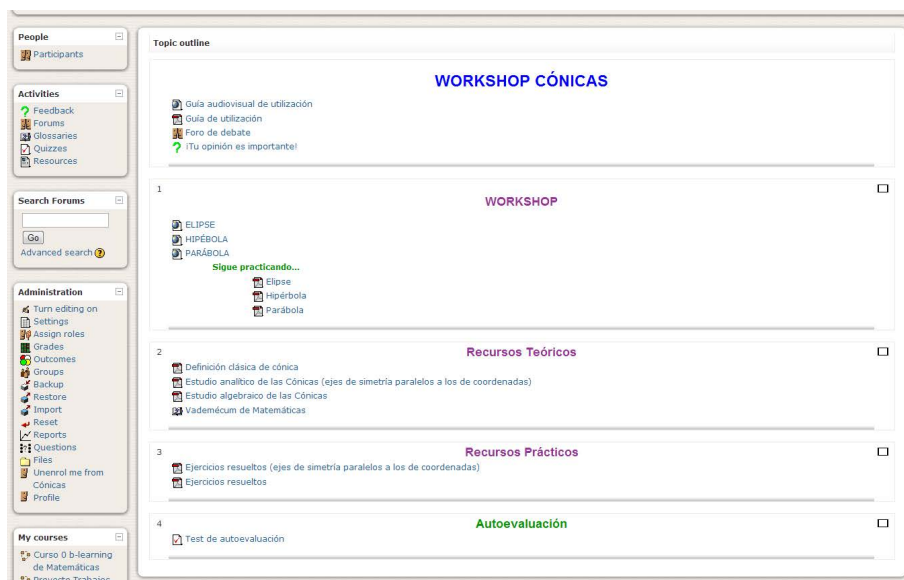 People
Participants
Activities
Feedback
Forums
Glossaries
Quizzes
Resources
Search Forums
Go
Advanced search ?
Administration
Turn editing on
Settings
Assign roles
Grades
Outcomes
Groups
Backup
Restore
Import
Reset
Reports
Questions
Files
Unenrol me from
Cónicas
Profile
My courses
Curso 0 b-learning
de Matemáticas
Proyecto Trabajos
Topic outline
WORKSHOP CÓNICAS
Guía audiovisual de utilización
Guía de utilización
Foro de debate
¡Tu opinión es importante!
1
WORKSHOP
ELIPSE
HIPÉBOLA
PARÁBOLA
Sigue practicando...
Elipse
Hipérbola
Parábola
2
Recursos Teóricos
Definición clásica de cónica
Estudio analítico de las Cónicas (ejes de simetría paralelos a los de coordenadas)
Estudio algebraico de las Cónicas
Vademécum de Matemáticas
3
Recursos Prácticos
Ejercicios resueltos (ejes de simetría paralelos a los de coordenadas)
Ejercicios resueltos
4
Autoevaluación
Test de autoevaluación